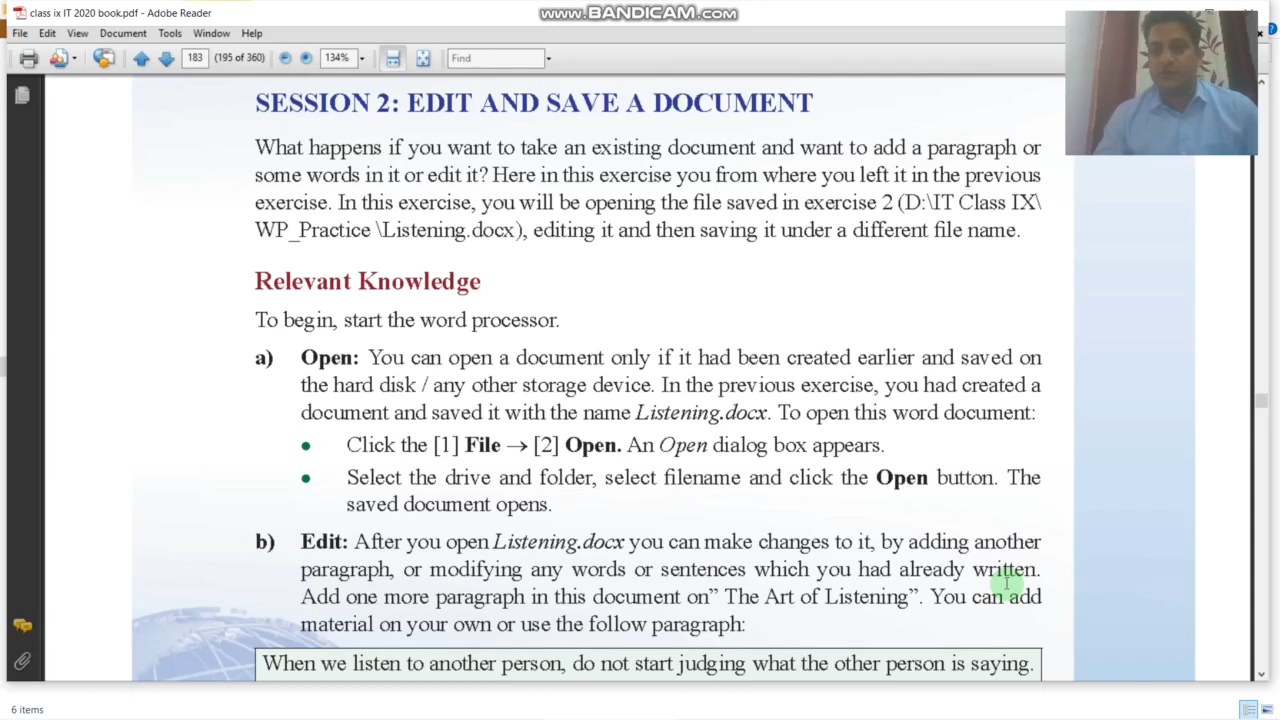 class ix IT 2020 book.pdf - Adobe Reader
www.BANDICAM.com
File Edit View Document Tools Window Help
183 (195 of 360) 134% Find
SESSION 2: EDIT AND SAVE A DOCUMENT
What happens if you want to take an existing document and want to add a paragraph or
some words in it or edit it? Here in this exercise you from where you left it in the previous
exercise. In this exercise, you will be opening the file saved in exercise 2 (D:\IT Class IX\
WP_Practice \Listening.docx), editing it and then saving it under a different file name.
Relevant Knowledge
To begin, start the word processor.
a) Open: You can open a document only if it had been created earlier and saved on
the hard disk / any other storage device. In the previous exercise, you had created a
document and saved it with the name Listening.docx. To open this word document:
• Click the [1] File → [2] Open. An Open dialog box appears.
• Select the drive and folder, select filename and click the Open button. The
saved document opens.
b) Edit: After you open Listening.docx you can make changes to it, by adding another
paragraph, or modifying any words or sentences which you had already written.
Add one more paragraph in this document on” The Art of Listening”. You can add
material on your own or use the follow paragraph:
When we listen to another person, do not start judging what the other person is saying.
6 items